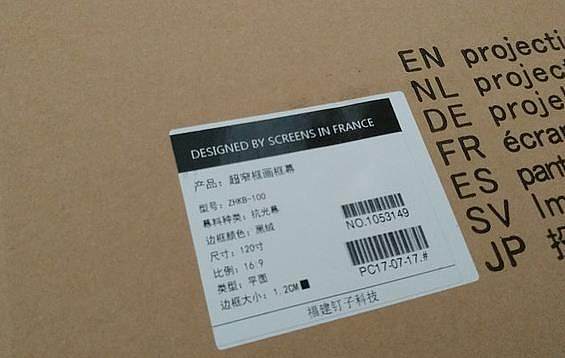 DESIGNED BY SCREENS IN FRANCE
产品: 超窄框画框幕
型号: ZHKB-100
幕料种类: 抗光幕
边框颜色: 黑绒
尺寸: 120寸
比例: 16:9
类型: 平面
边框大小: 1.2CM
NO.1053149
PC17-07-17.#
福建钉子科技
EN projecti
NL project
DE projek
FR écran
ES pant
SV Im
JP 投